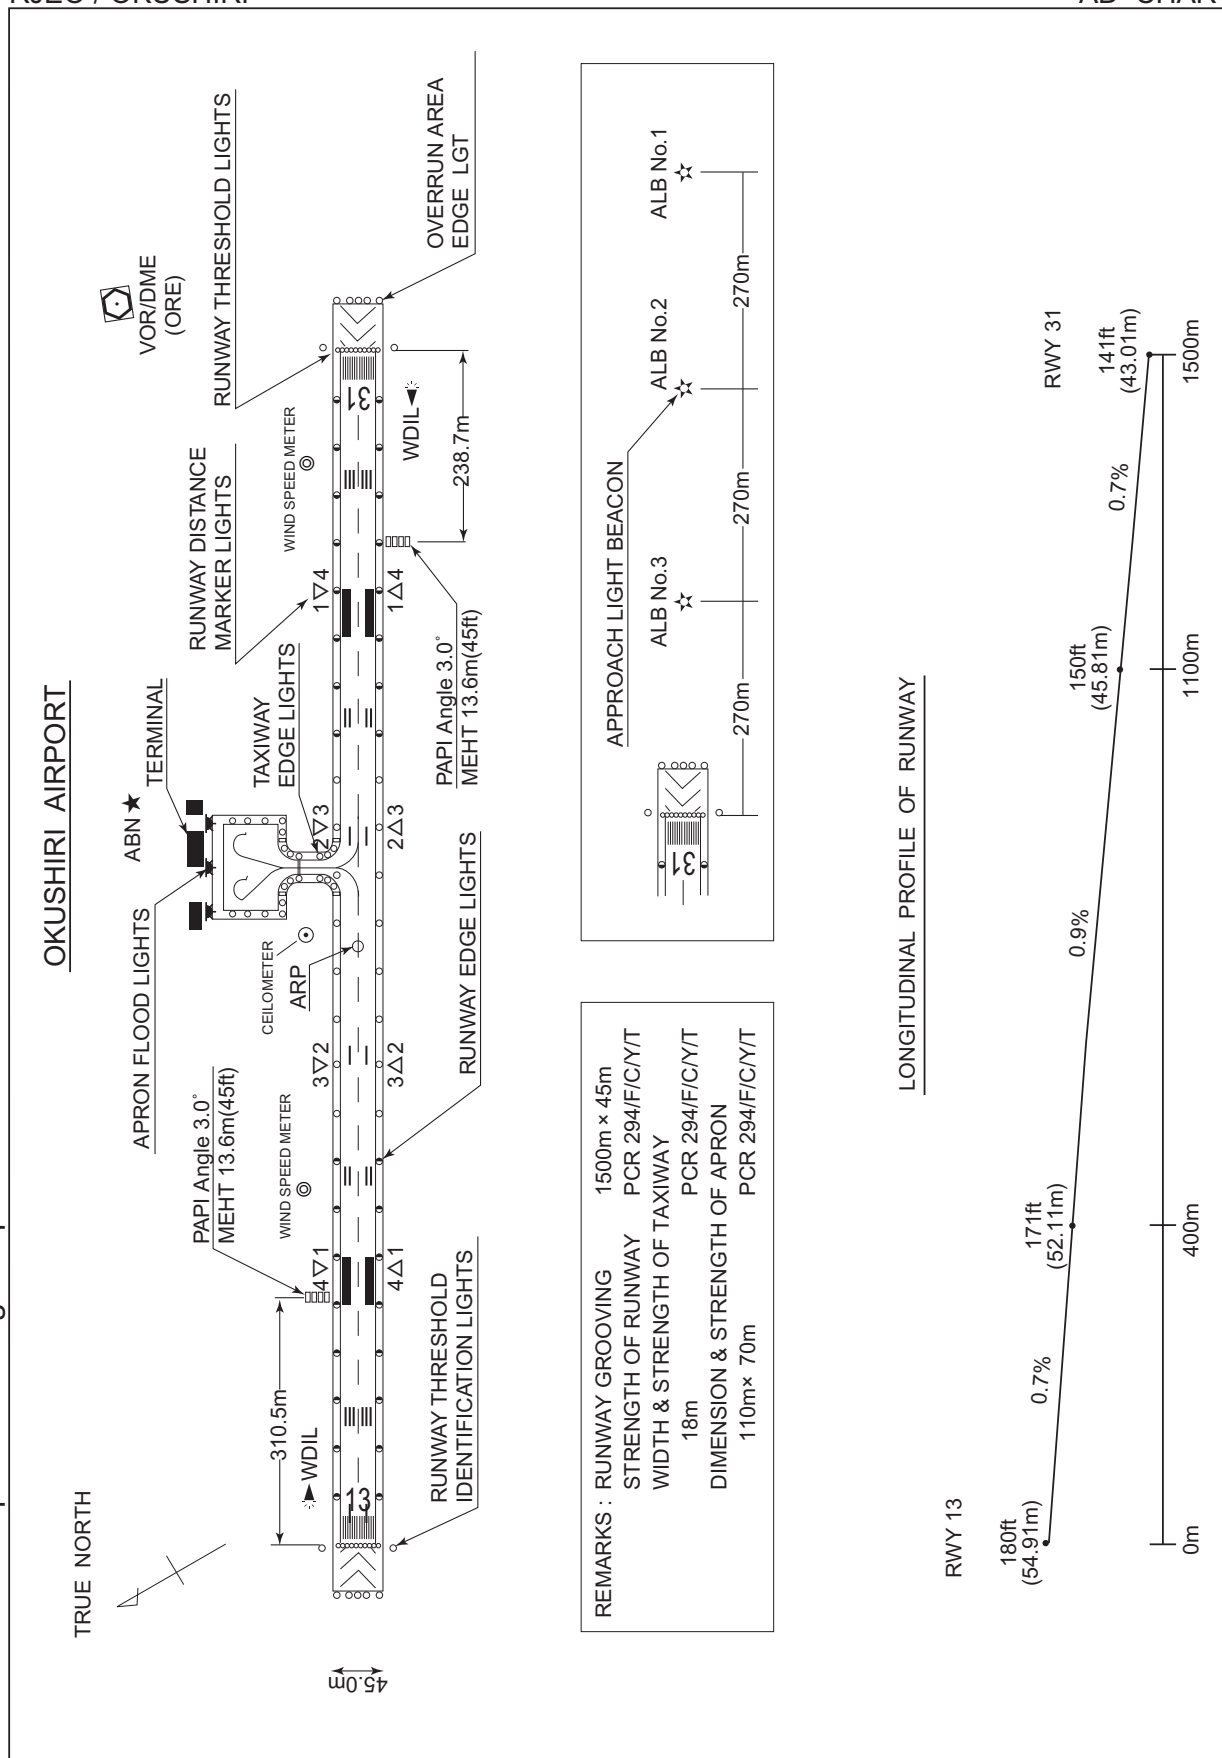 RJEO / OKUSHIRI
AD CHART
OKUSHIRI AIRPORT
TRUE NORTH
VOR/DME
(ORE)
RUNWAY THRESHOLD LIGHTS
OVERRUN AREA
EDGE LGT
RUNWAY DISTANCE
MARKER LIGHTS
WIND SPEED METER
WDIL
238.7m
31
1 4
1 4
PAPI Angle 3.0°
MEHT 13.6m(45ft)
ABN
TERMINAL
TAXIWAY
EDGE LIGHTS
2 3
2 3
APRON FLOOD LIGHTS
CEILOMETER
ARP
RUNWAY EDGE LIGHTS
3 2
3 2
PAPI Angle 3.0°
MEHT 13.6m(45ft)
WIND SPEED METER
4 1
4 1
310.5m
WDIL
13
RUNWAY THRESHOLD
IDENTIFICATION LIGHTS
45.0m
REMARKS : RUNWAY GROOVING 1500m × 45m
STRENGTH OF RUNWAY PCR 294/F/C/Y/T
WIDTH & STRENGTH OF TAXIWAY
18m PCR 294/F/C/Y/T
DIMENSION & STRENGTH OF APRON
110m× 70m PCR 294/F/C/Y/T
APPROACH LIGHT BEACON
ALB No.3
ALB No.2
ALB No.1
31
270m
270m
270m
LONGITUDINAL PROFILE OF RUNWAY
RWY 13
RWY 31
180ft
(54.91m)
0.7%
171ft
(52.11m)
0.9%
150ft
(45.81m)
0.7%
141ft
(43.01m)
0m
400m
1100m
1500m